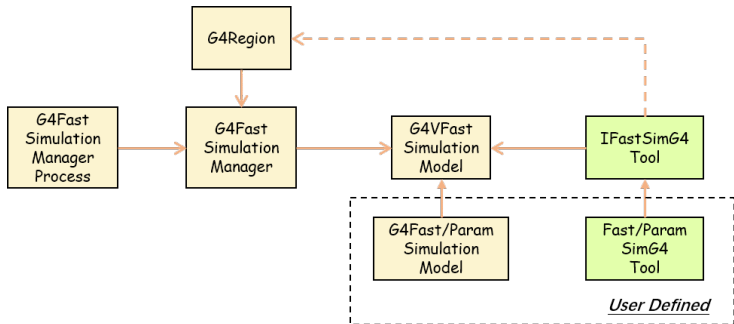 G4Region
G4Fast
Simulation
Manager
Process
G4Fast
Simulation
Manager
G4VFast
Simulation
Model
IFastSimG4
Tool
G4Fast/Param
Simulation
Model
Fast/Param
SimG4
Tool
User Defined